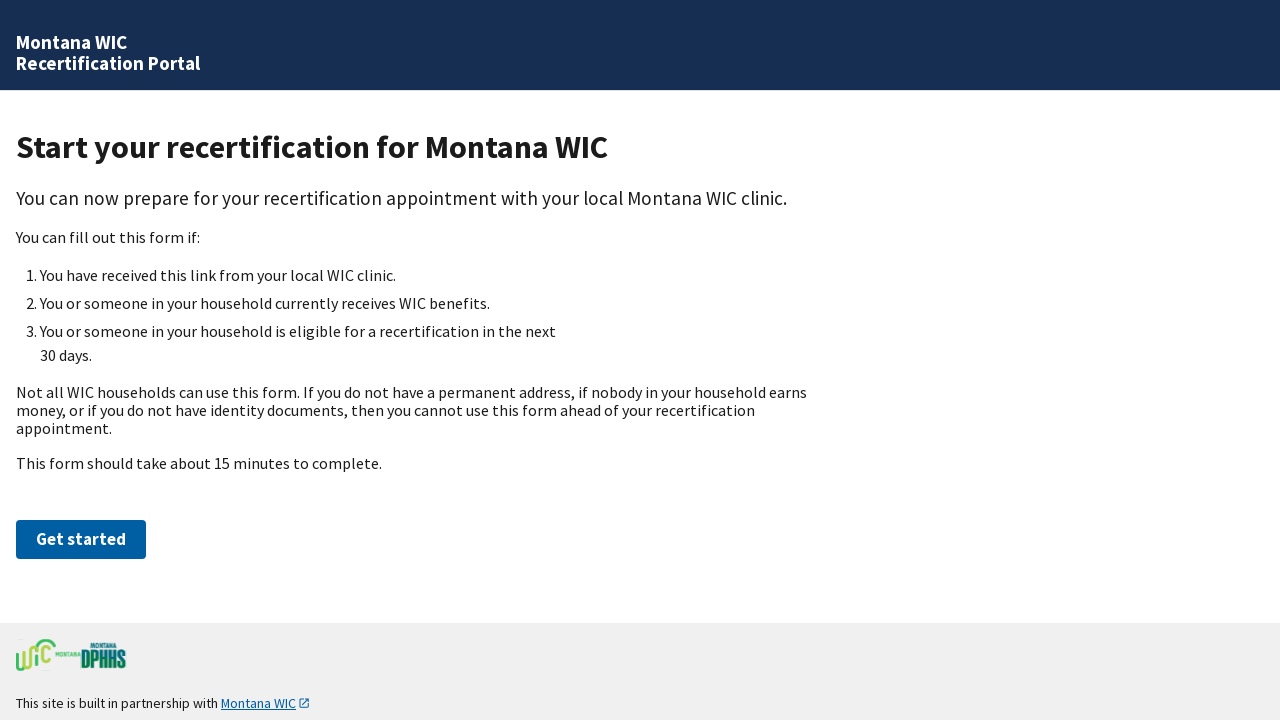 Montana WIC
Recertification Portal
Start your recertification for Montana WIC
You can now prepare for your recertification appointment with your local Montana WIC clinic.
You can fill out this form if:
1. You have received this link from your local WIC clinic.
2. You or someone in your household currently receives WIC benefits.
3. You or someone in your household is eligible for a recertification in the next
30 days.
Not all WIC households can use this form. If you do not have a permanent address, if nobody in your household earns
money, or if you do not have identity documents, then you cannot use this form ahead of your recertification
appointment.
This form should take about 15 minutes to complete.
Get started
WIC MONTANA
MONTANA
DPHHS
This site is built in partnership with Montana WIC